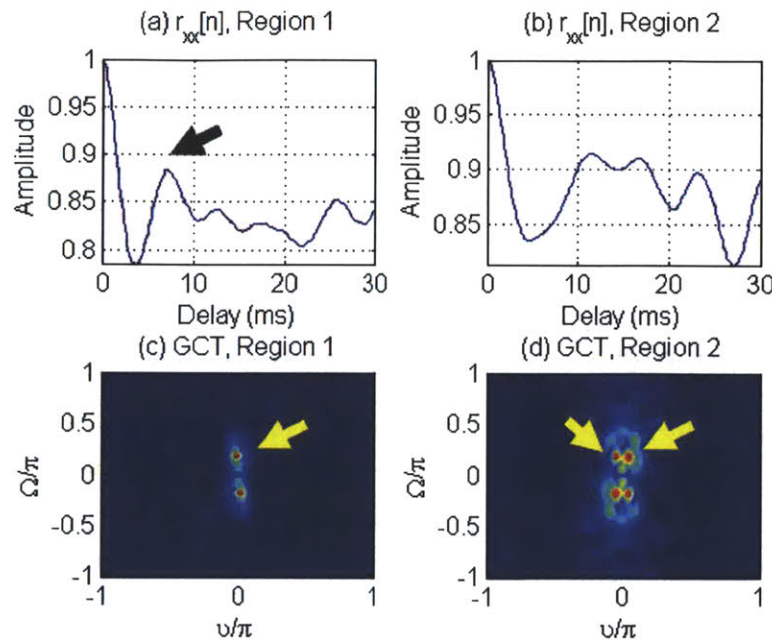 (a) r_xx[n], Region 1
(b) r_xx[n], Region 2
Amplitude
1
0.95
0.9
0.85
0.8
0 10 20 30
Delay (ms)
Amplitude
1
0.95
0.9
0.85
0 10 20 30
Delay (ms)
(c) GCT, Region 1
(d) GCT, Region 2
Ω/π
1
0.5
0
-0.5
-1
-1 0 1
υ/π
Ω/π
1
0.5
0
-0.5
-1
-1 0 1
υ/π